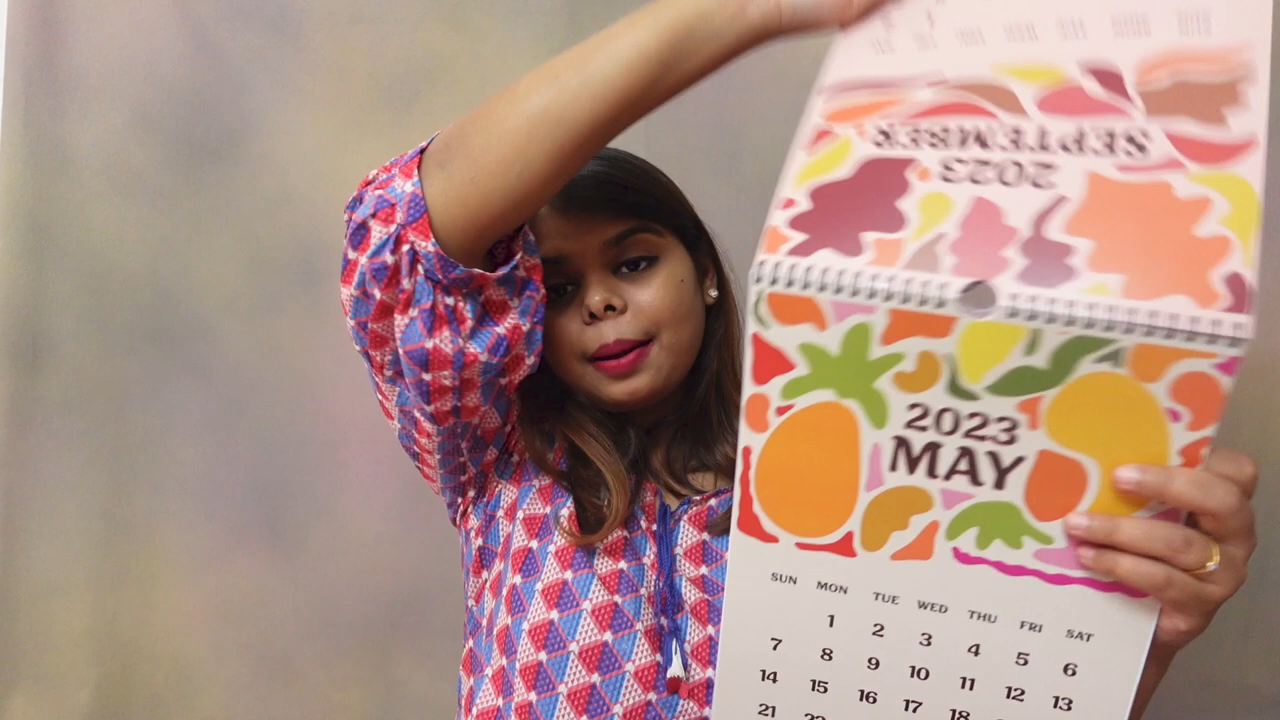 2023
SEPTEMBER
2023
MAY
SUN MON TUE WED THU FRI SAT
1 2 3 4 5 6
7 8 9 10 11 12 13
14 15 16 17 18
21